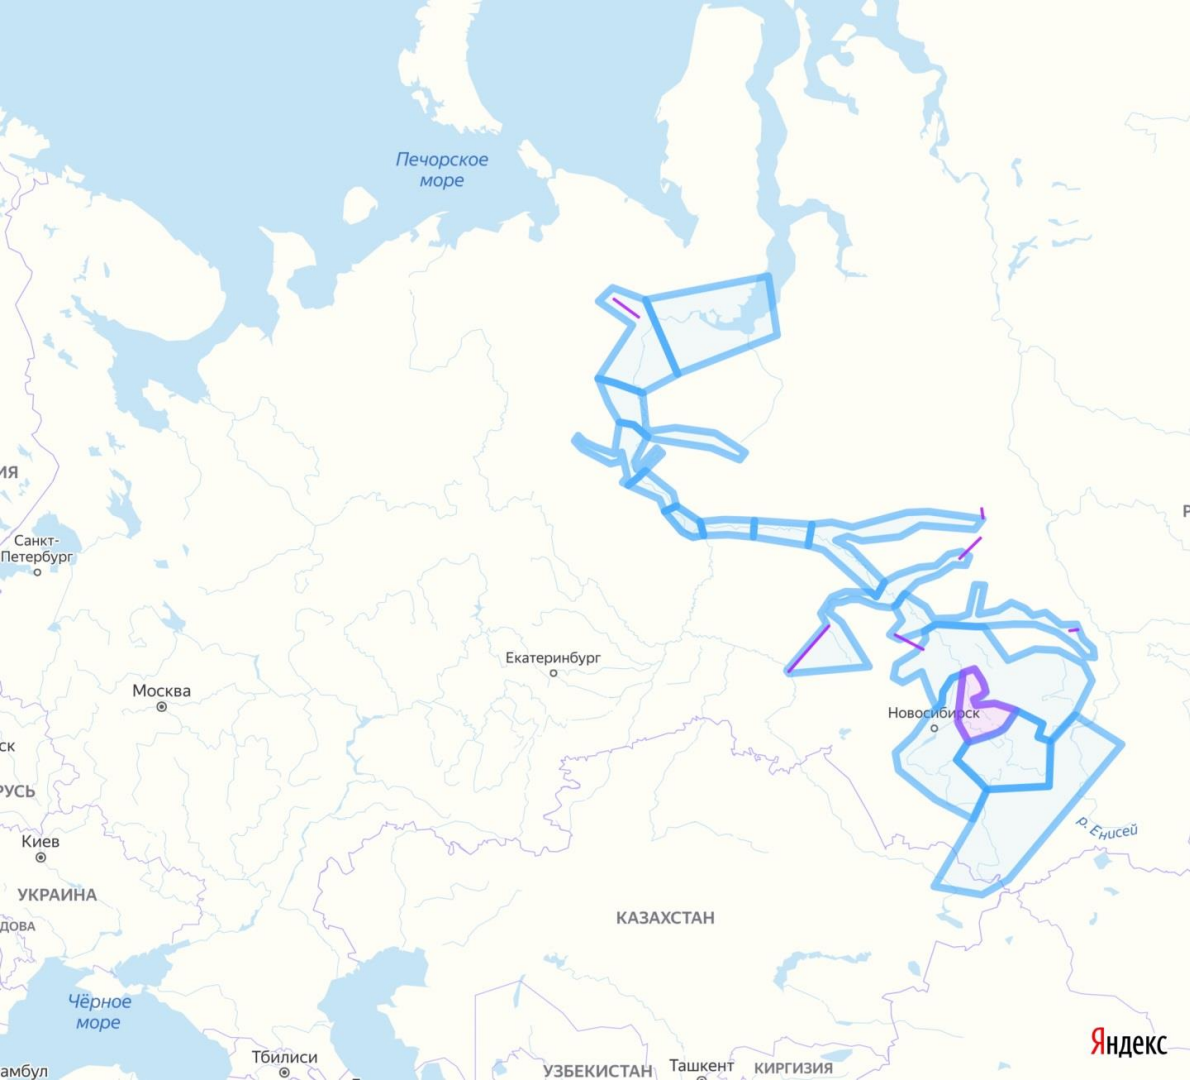 Печорское
море
ИЯ
Р
Санкт-
Петербург
Екатеринбург
Москва
Новосибирск
ск
РУСЬ
р. Енисей
Киев
УКРАИНА
КАЗАХСТАН
ДОВА
Чёрное
море
Яндекс
Тбилиси
амбул
УЗБЕКИСТАН
Ташкент
КИРГИЗИЯ